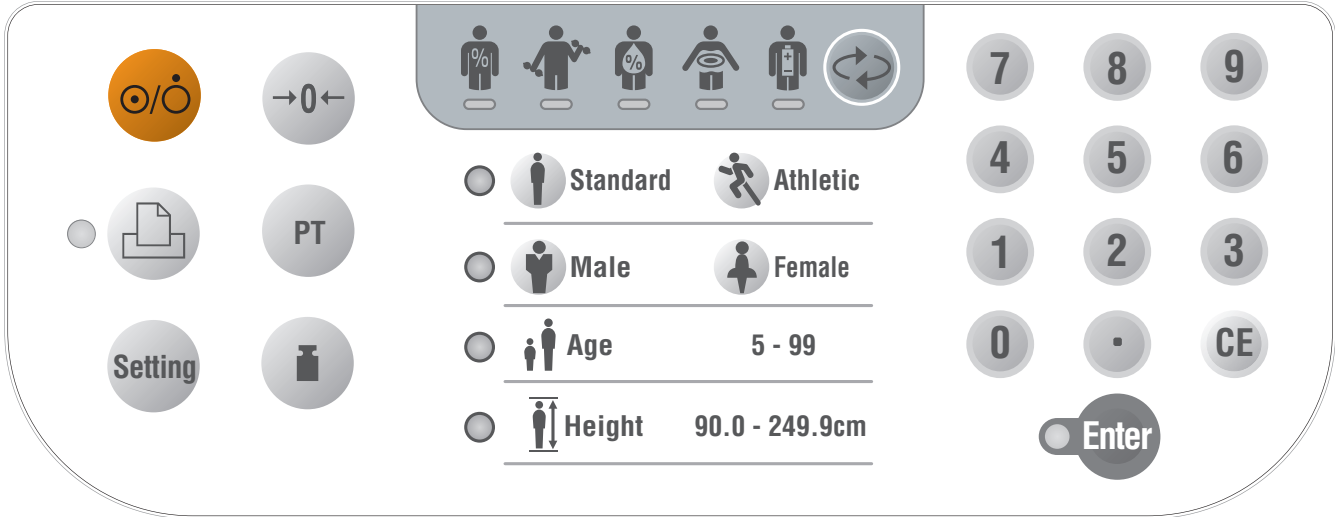 % % + -
→0←
7 8 9
Standard Athletic
4 5 6
PT
Male Female
1 2 3
Age 5 - 99
0 . CE
Setting
Height 90.0 - 249.9cm
Enter